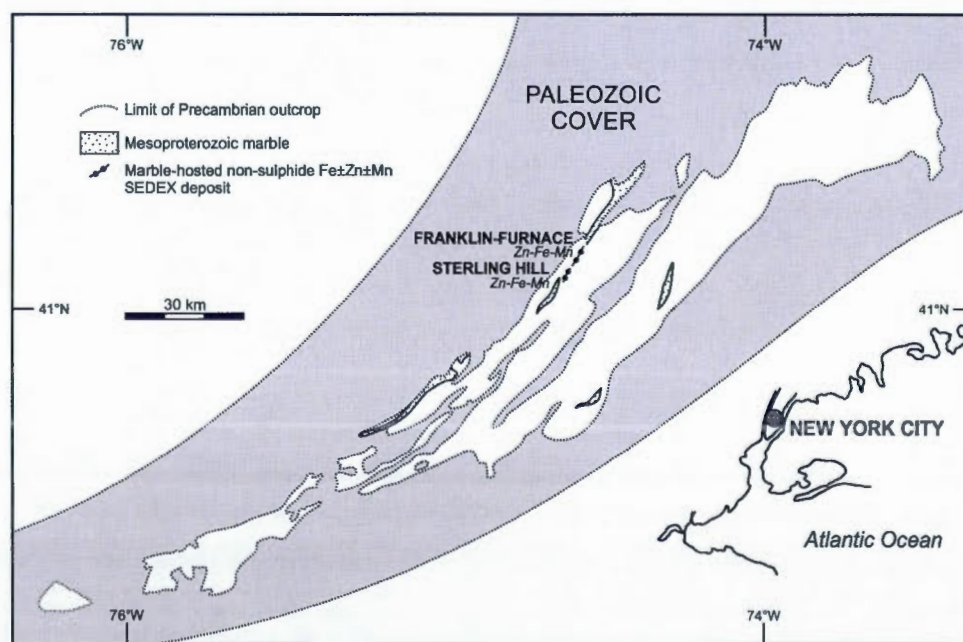 76°W
74°W
PALEOZOIC
COVER
Limit of Precambrian outcrop
Mesoproterozoic marble
Marble-hosted non-sulphide Fe±Zn±Mn
SEDEX deposit
FRANKLIN-FURNACE
Zn-Fe-Mn
STERLING HILL
Zn-Fe-Mn
41°N
30 km
41°N
NEW YORK CITY
Atlantic Ocean
76°W
74°W